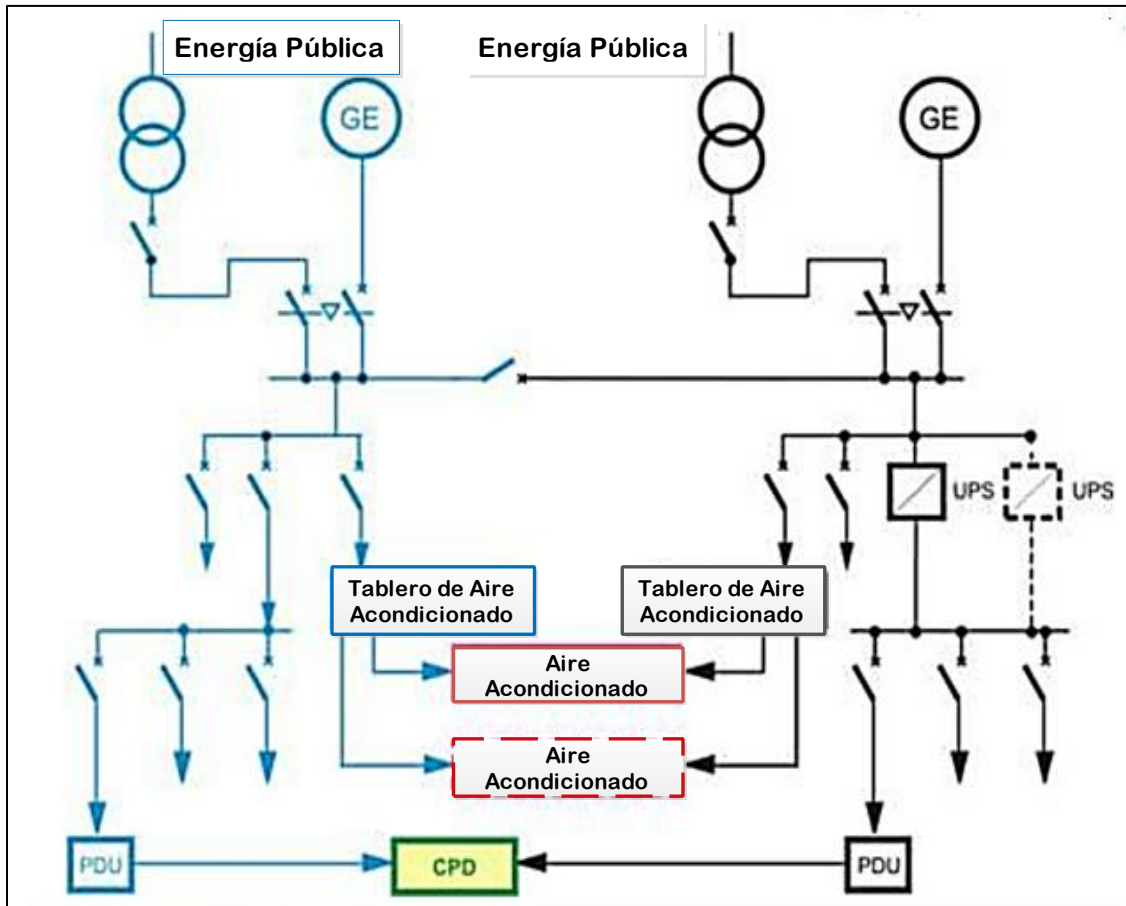 Energía Pública
Energía Pública
GE
GE
UPS
UPS
Tablero de Aire
Acondicionado
Tablero de Aire
Acondicionado
Aire
Acondicionado
Aire
Acondicionado
PDU
CPD
PDU